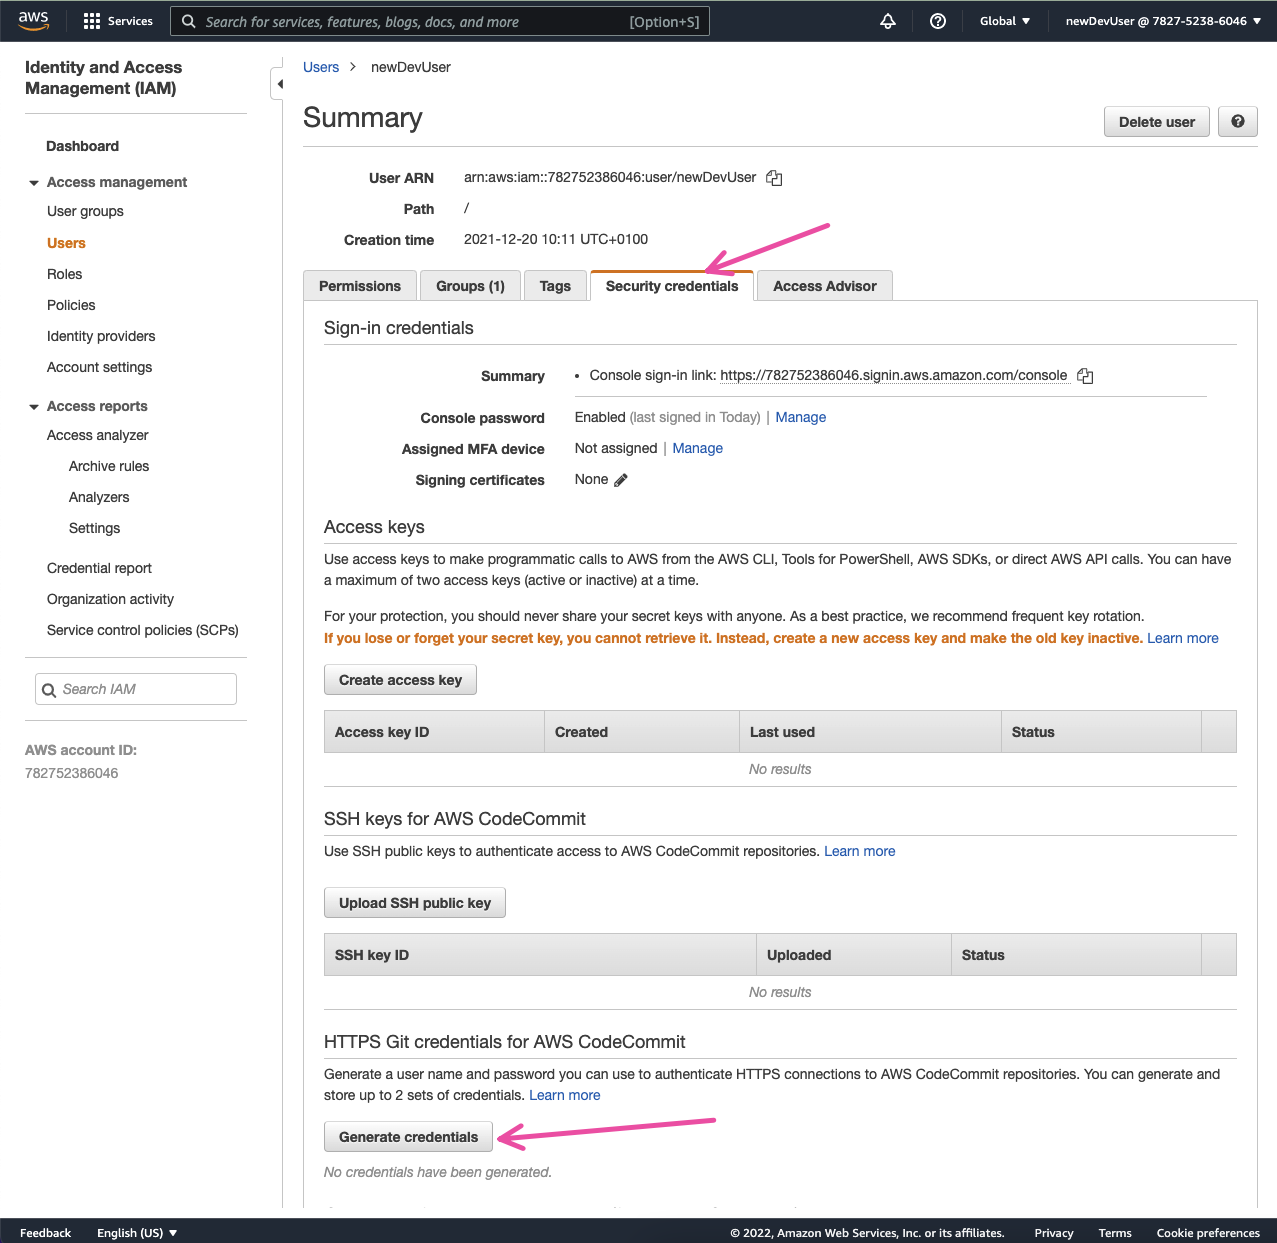 aws
Services
Search for services, features, blogs, docs, and more
[Option+S]
Global
newDevUser @ 7827-5238-6046
Identity and Access
Management (IAM)
Dashboard
Access management
User groups
Users
Roles
Policies
Identity providers
Account settings
Access reports
Access analyzer
Archive rules
Analyzers
Settings
Credential report
Organization activity
Service control policies (SCPs)
Search IAM
AWS account ID:
782752386046
Users > newDevUser
Summary
Delete user
User ARN arn:aws:iam::782752386046:user/newDevUser
Path /
Creation time 2021-12-20 10:11 UTC+0100
Permissions
Groups (1)
Tags
Security credentials
Access Advisor
Sign-in credentials
Summary • Console sign-in link: https://782752386046.signin.aws.amazon.com/console
Console password Enabled (last signed in Today) | Manage
Assigned MFA device Not assigned | Manage
Signing certificates None
Access keys
Use access keys to make programmatic calls to AWS from the AWS CLI, Tools for PowerShell, AWS SDKs, or direct AWS API calls. You can have
a maximum of two access keys (active or inactive) at a time.
For your protection, you should never share your secret keys with anyone. As a best practice, we recommend frequent key rotation.
If you lose or forget your secret key, you cannot retrieve it. Instead, create a new access key and make the old key inactive. Learn more
Create access key
Access key ID Created Last used Status
No results
SSH keys for AWS CodeCommit
Use SSH public keys to authenticate access to AWS CodeCommit repositories. Learn more
Upload SSH public key
SSH key ID Uploaded Status
No results
HTTPS Git credentials for AWS CodeCommit
Generate a user name and password you can use to authenticate HTTPS connections to AWS CodeCommit repositories. You can generate and
store up to 2 sets of credentials. Learn more
Generate credentials
No credentials have been generated.
Feedback English (US)
© 2022, Amazon Web Services, Inc. or its affiliates. Privacy Terms Cookie preferences